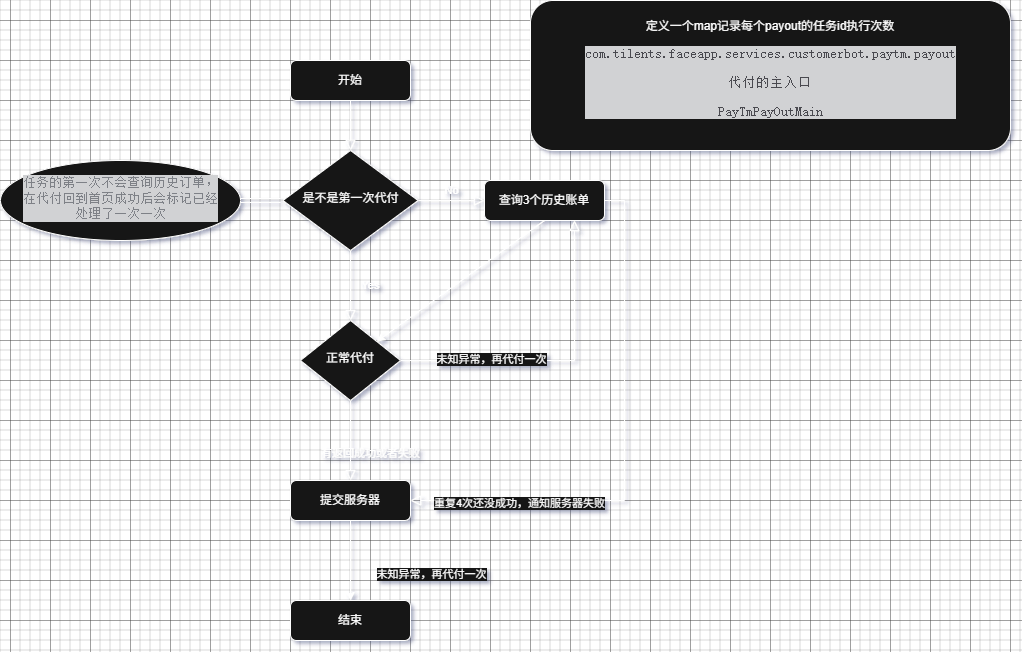 定义一个map记录每个payout的任务id执行次数
com.tilents.faceapp.services.customerbot.paytm.payout
代付的主入口
PayTmPayOutMain
开始
任务的第一次不会查询历史订单，
在代付回到首页成功后会标记已经
处理了一次一次
是不是第一次代付
No
查询3个历史账单
Yes
正常代付
未知异常，再代付一次
提交服务器
重复4次还没成功，通知服务器失败
未知异常，再代付一次
结束